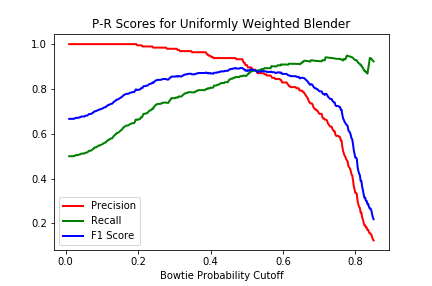 P-R Scores for Uniformly Weighted Blender
1.0
0.8
0.6
0.4
0.2
Precision
Recall
F1 Score
0.0 0.2 0.4 0.6 0.8
Bowtie Probability Cutoff